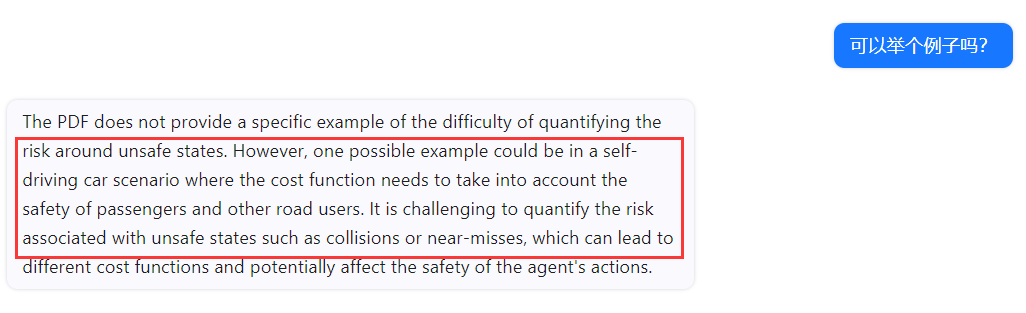 可以举个例子吗？
The PDF does not provide a specific example of the difficulty of quantifying the
risk around unsafe states. However, one possible example could be in a self-
driving car scenario where the cost function needs to take into account the
safety of passengers and other road users. It is challenging to quantify the risk
associated with unsafe states such as collisions or near-misses, which can lead to
different cost functions and potentially affect the safety of the agent's actions.